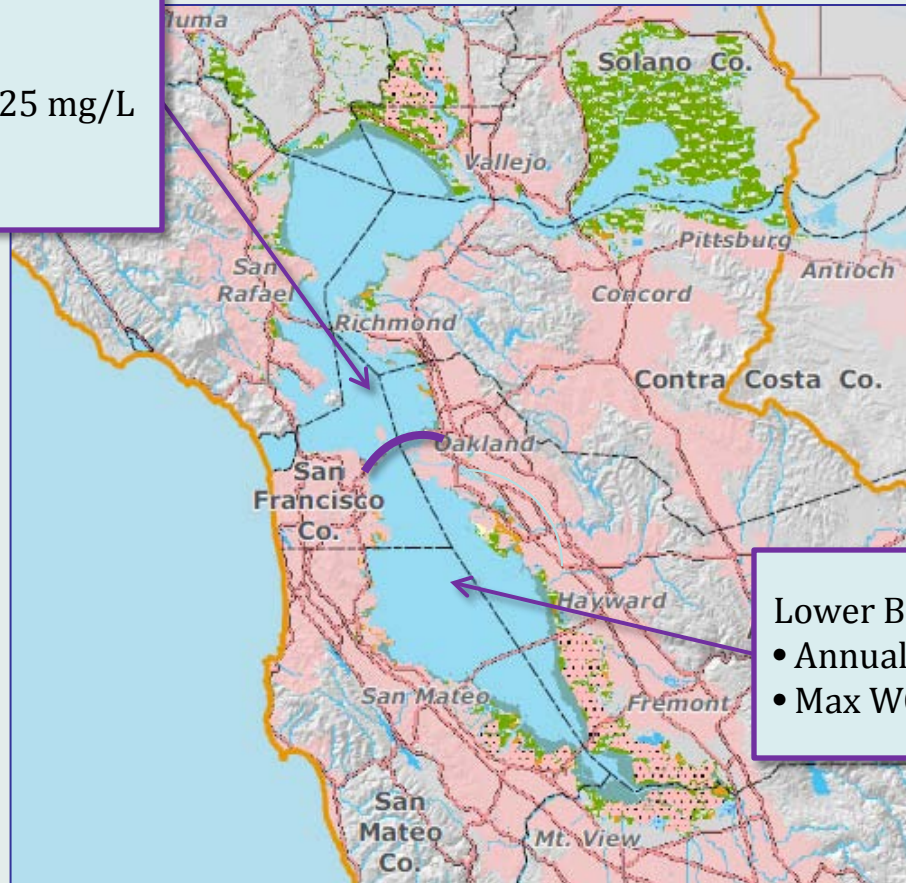 25 mg/L
luma
Solano Co.
Vallejo
Pittsburg
Antioch
San
Rafael
Concord
Richmond
Contra Costa Co.
Oakland
San
Francisco
Co.
Hayward
Lower B
• Annual
• Max W
San Mateo
Fremont
San
Mateo
Co.
Mt. View